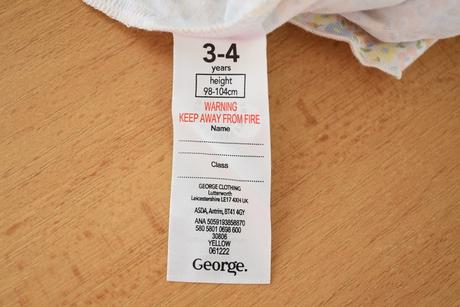 3-4
years
height
98-104cm
WARNING
KEEP AWAY FROM FIRE
Name
Class
GEORGE CLOTHING
Lutterworth
Leicestershire LE17 4XH UK
ASDA, Antrim, BT41 4GY
ANA 5059193858870
580 5801 0698 600
30806
YELLOW
061222
George.